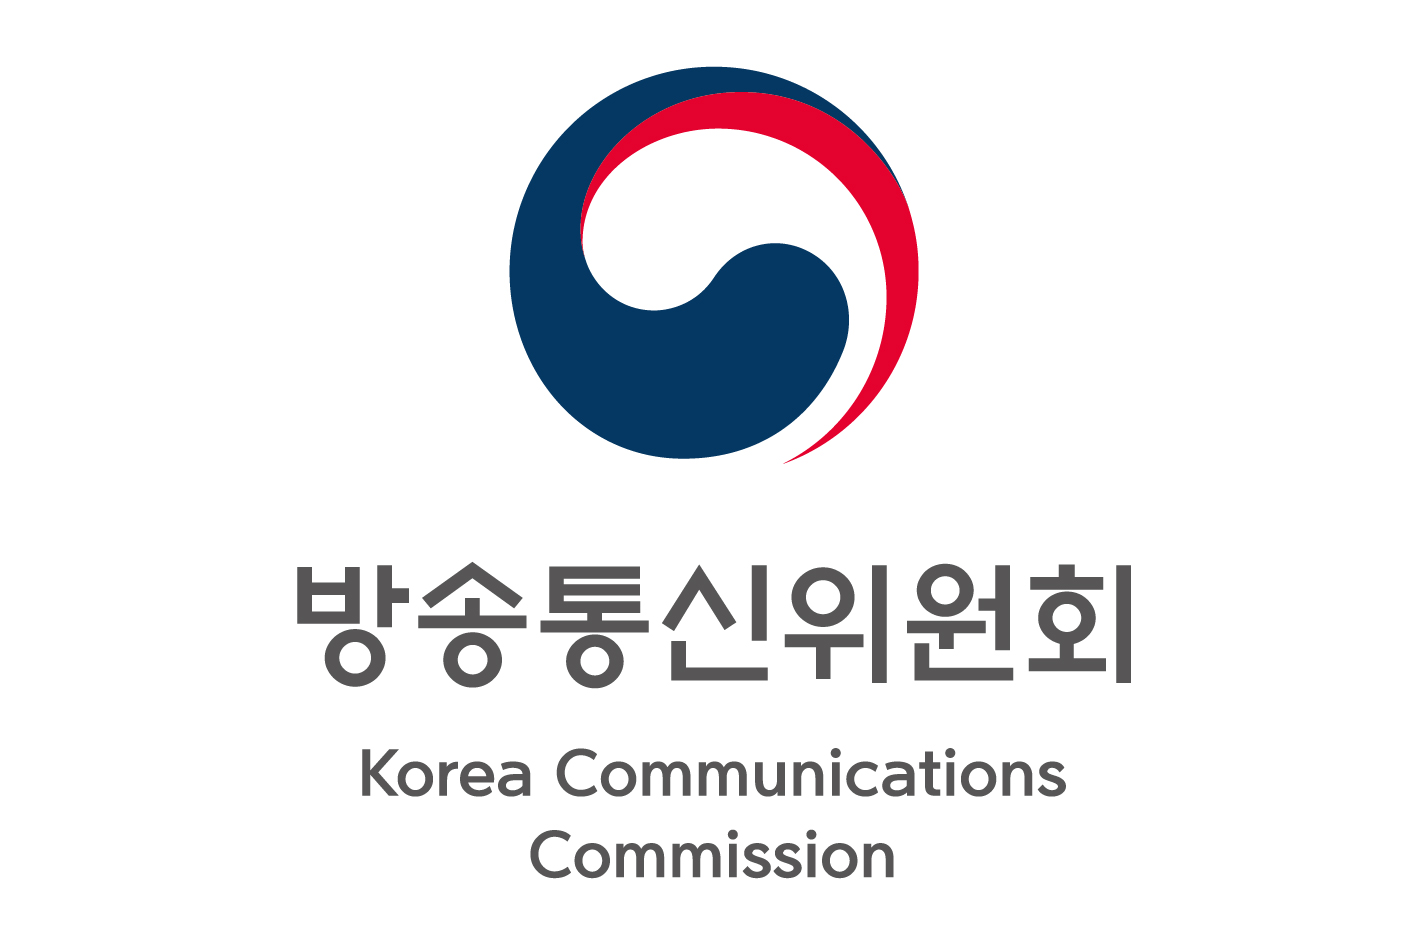 방송통신위원회
Korea Communications
Commission